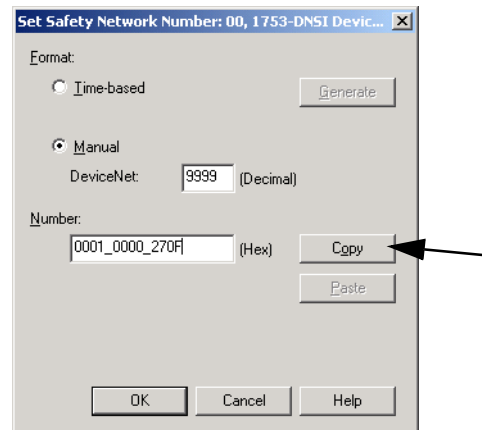 Set Safety Network Number: 00, 1753-DNSI Devic...
Format:
Time-based
Generate
Manual
DeviceNet: 9999 (Decimal)
Number:
0001_0000_270F (Hex) Copy
Paste
OK Cancel Help